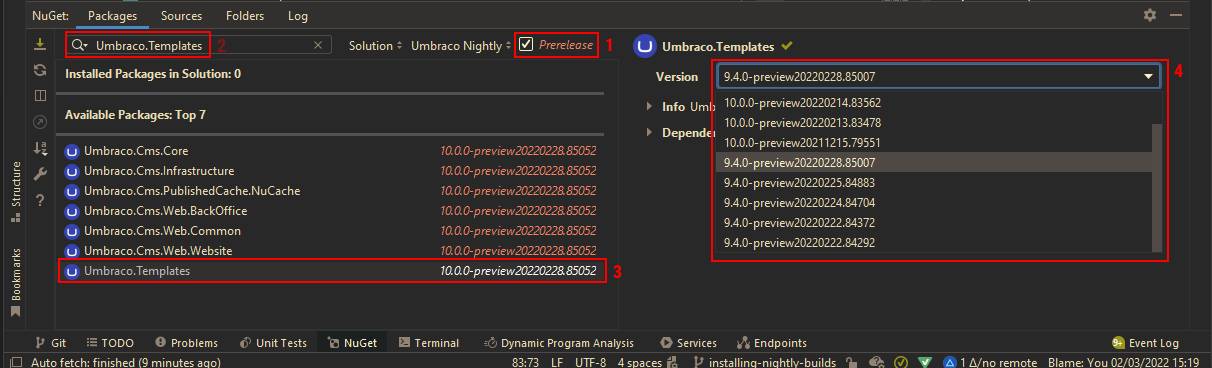 NuGet: Packages Sources Folders Log
Umbraco.Templates 2 Solution Umbraco Nightly Prerelease 1
Installed Packages in Solution: 0
Available Packages: Top 7
Umbraco.Cms.Core 10.0.0-preview20220228.85052
Umbraco.Cms.Infrastructure 10.0.0-preview20220228.85052
Umbraco.Cms.PublishedCache.NuCache 10.0.0-preview20220228.85052
Umbraco.Cms.Web.BackOffice 10.0.0-preview20220228.85052
Umbraco.Cms.Web.Common 10.0.0-preview20220228.85052
Umbraco.Cms.Web.Website 10.0.0-preview20220228.85052
Umbraco.Templates 10.0.0-preview20220228.85052 3
Umbraco.Templates
Version 9.4.0-preview20220228.85007 4
Info Umb
Depender
10.0.0-preview20220214.83562
10.0.0-preview20220213.83478
10.0.0-preview20211215.79551
9.4.0-preview20220228.85007
9.4.0-preview20220225.84883
9.4.0-preview20220224.84704
9.4.0-preview20220222.84372
9.4.0-preview20220222.84292
Structure
Bookmarks
Git TODO Problems Unit Tests NuGet Terminal Dynamic Program Analysis Services Endpoints 9+ Event Log
Auto fetch: finished (9 minutes ago) 83:73 LF UTF-8 4 spaces installing-nightly-builds 1 Δ/no remote Blame: You 02/03/2022 15:19